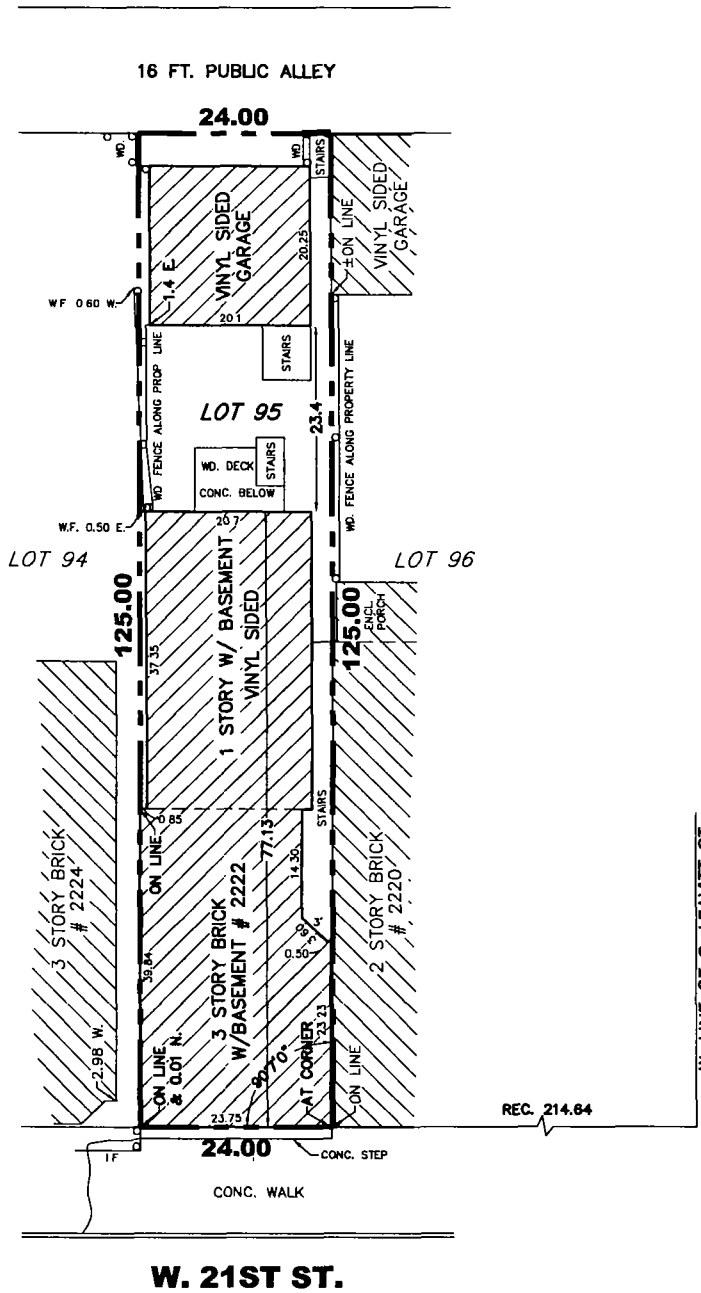 16 FT. PUBLIC ALLEY
24.00
WD.
WD
STAIRS
VINYL SIDED
GARAGE
20.25
VINYL SIDED
GARAGE
±ON LINE
1.4 E.
W.F 0.60 W.
20.1
STAIRS
WD FENCE ALONG PROP LINE
LOT 95
23.4
WD. FENCE ALONG PROPERTY LINE
WD. DECK
STAIRS
CONC. BELOW
W.F. 0.50 E.
20.7
LOT 94
LOT 96
125.00
125.00
ENCL.
PORCH
37.35
1 STORY W/ BASEMENT
VINYL SIDED
0.85
ON LINE
77.13
STAIRS
14.30
3 STORY BRICK
# 2224
3 STORY BRICK
W/BASEMENT # 2222
3'
3.60
0.50
2 STORY BRICK
# 2220
39.84
2.98 W.
ON LINE
& 0.01 N.
23.23
AT CORNER
ON LINE
23.75
REC. 214.64
24.00
CONC. STEP
CONC. WALK
W. 21ST ST.